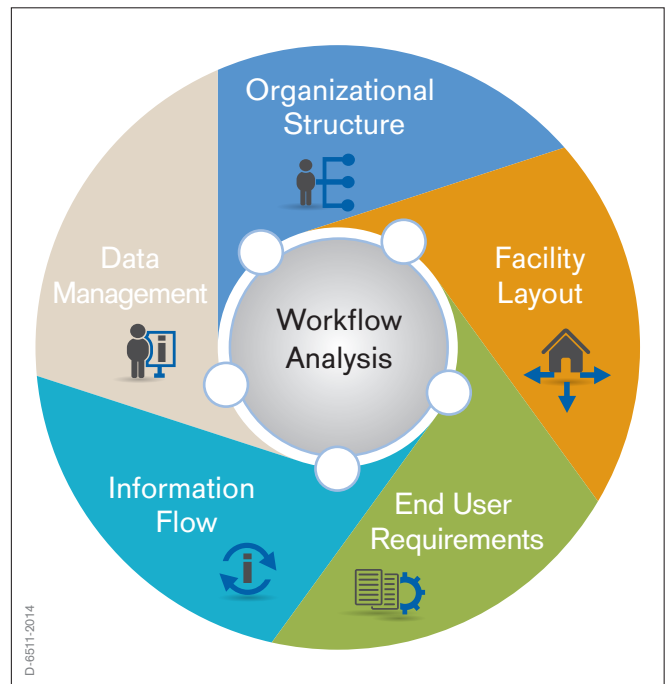 Organizational
Structure
Facility
Layout
End User
Requirements
Information
Flow
Data
Management
Workflow
Analysis
D-6511-2014